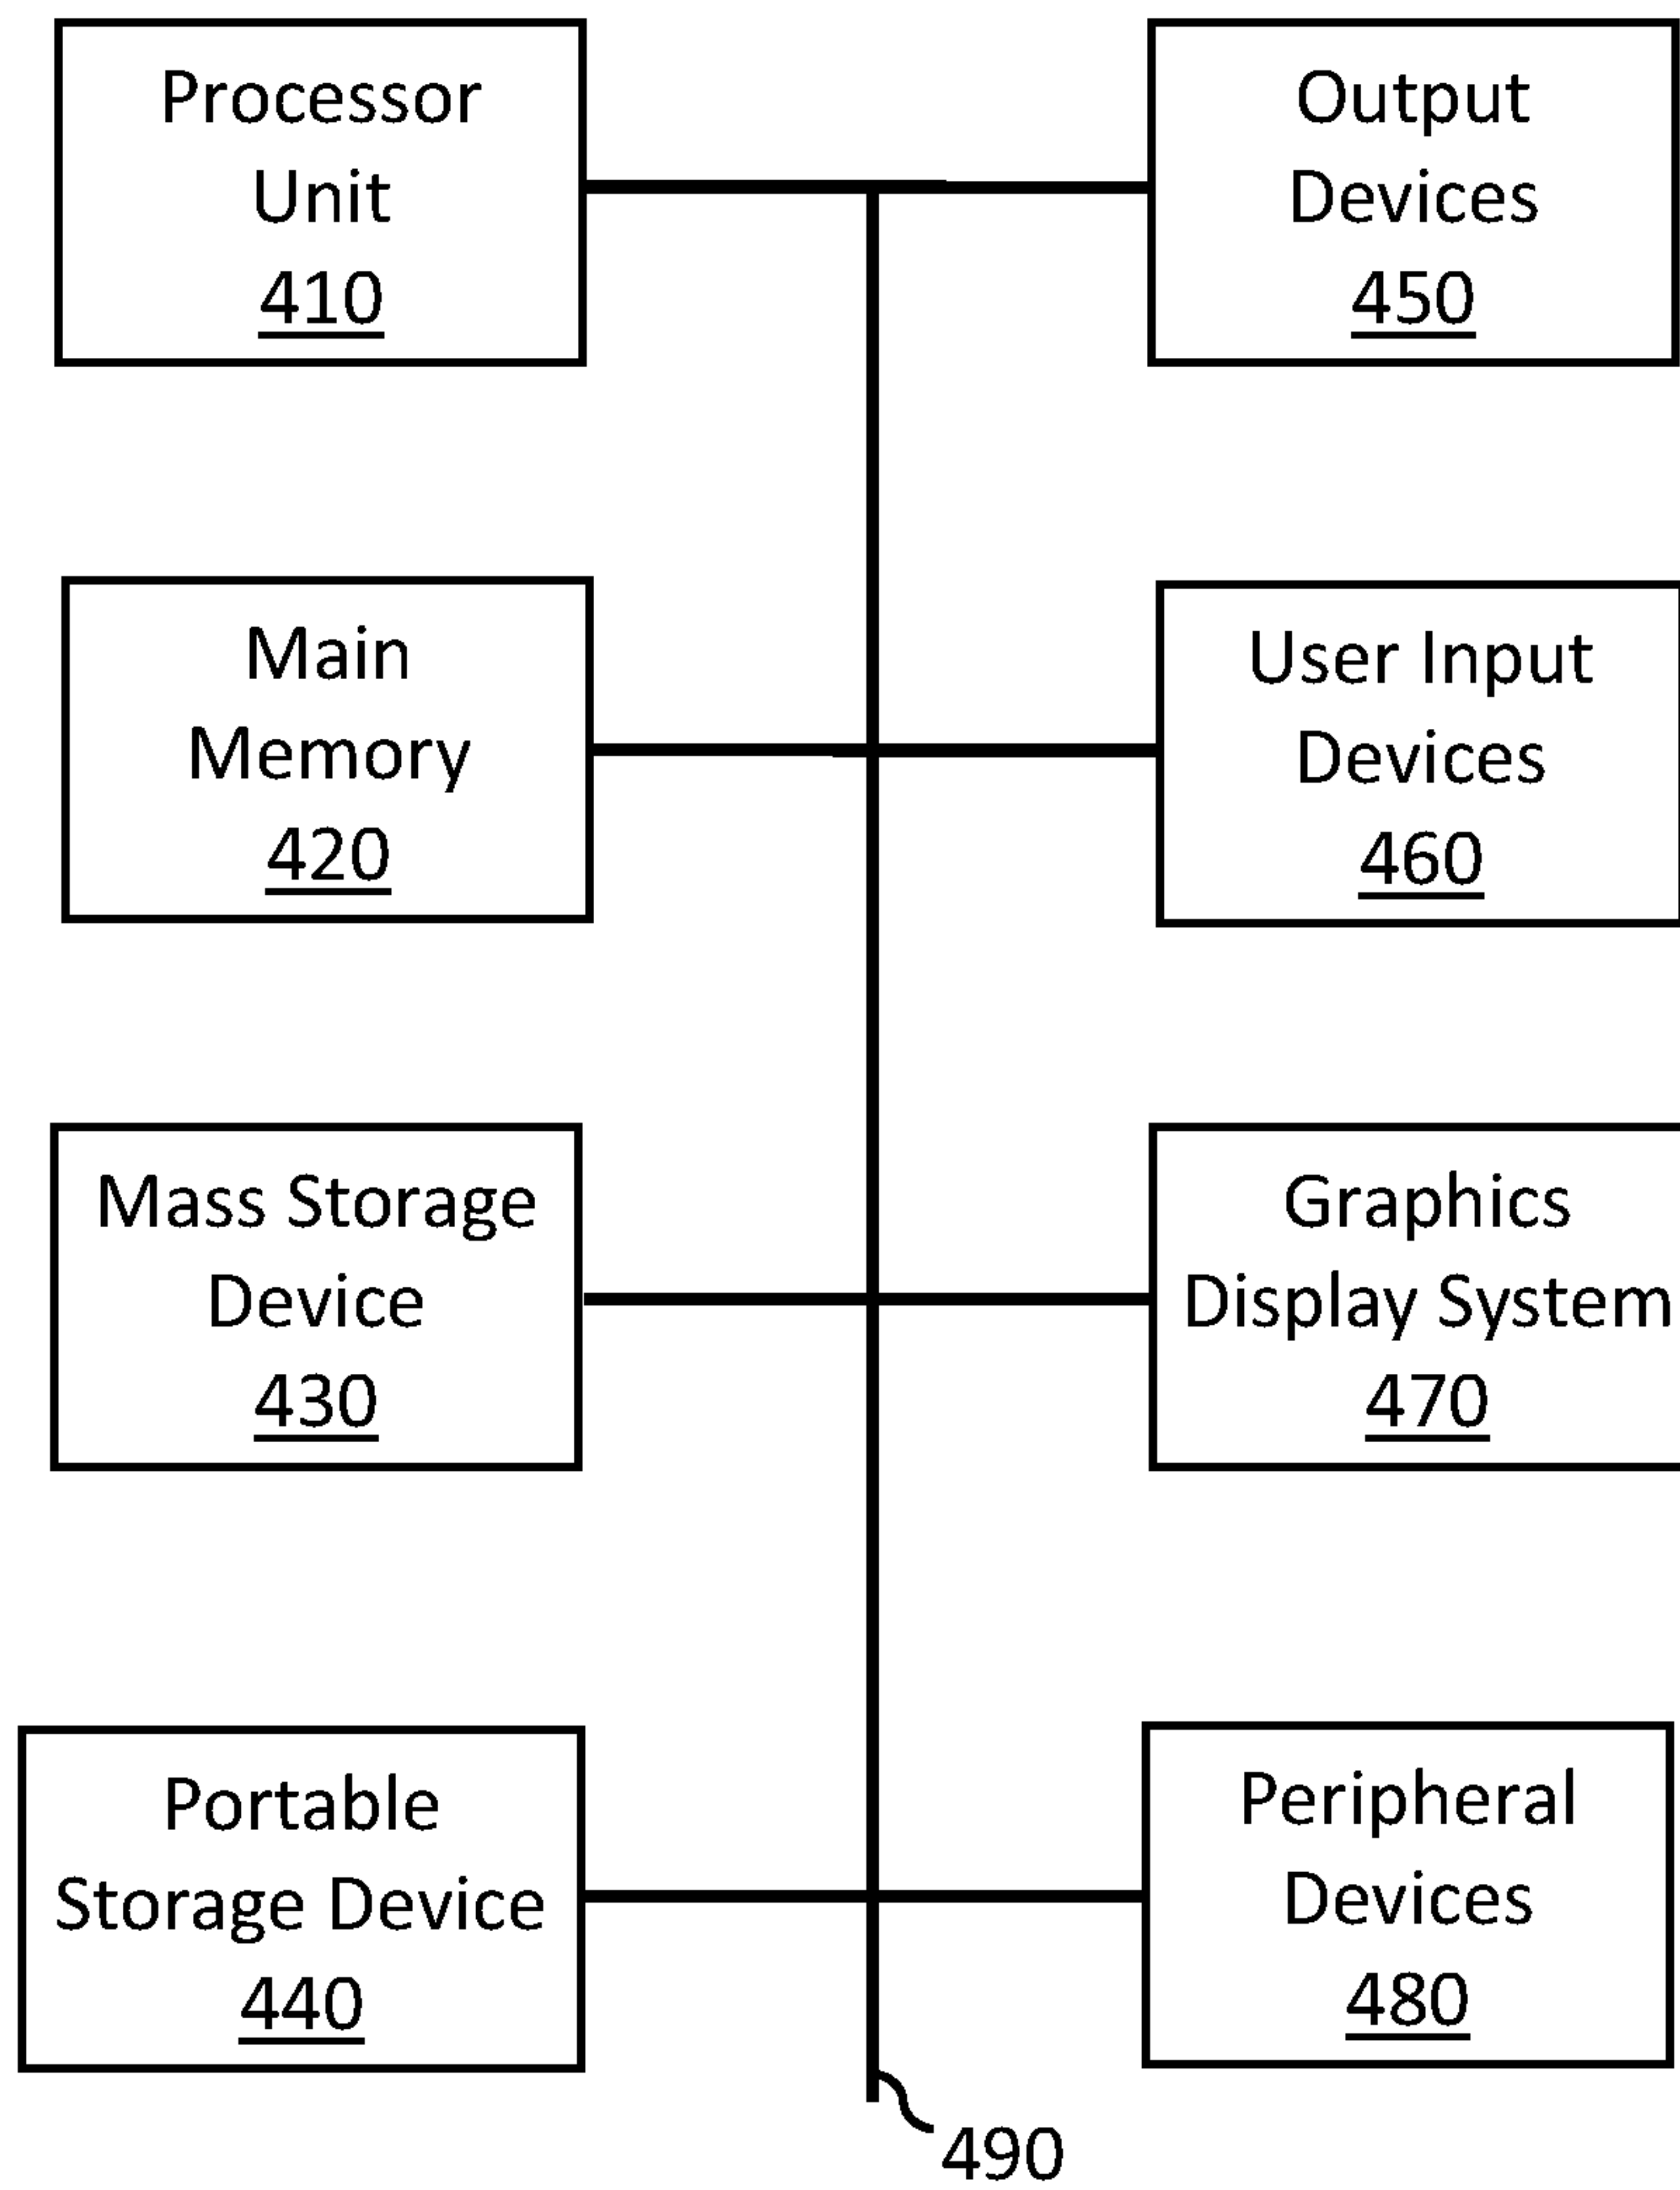 Processor
Unit
410
Output
Devices
450
Main
Memory
420
User Input
Devices
460
Mass Storage
Device
430
Graphics
Display System
470
Portable
Storage Device
440
Peripheral
Devices
480
490